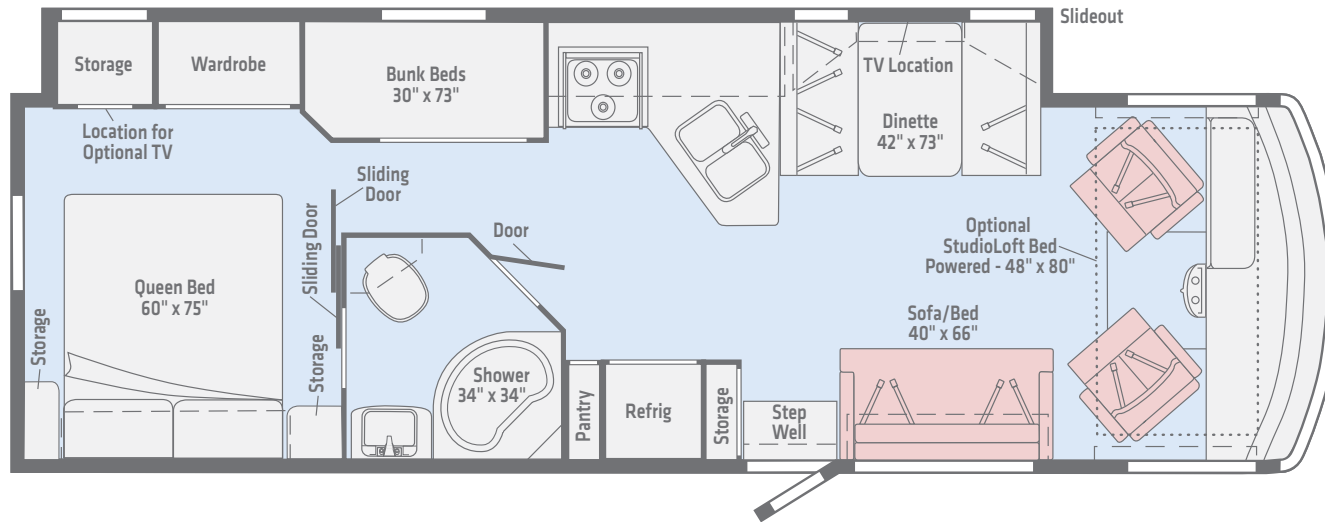 Slideout
Storage
Wardrobe
Bunk Beds
30" x 73"
TV Location
Dinette
42" x 73"
Location for
Optional TV
Sliding
Door
Sliding Door
Door
Optional
StudioLoft Bed
Powered - 48" x 80"
Queen Bed
60" x 75"
Sofa/Bed
40" x 66"
Storage
Storage
Shower
34" x 34"
Pantry
Refrig
Storage
Step
Well